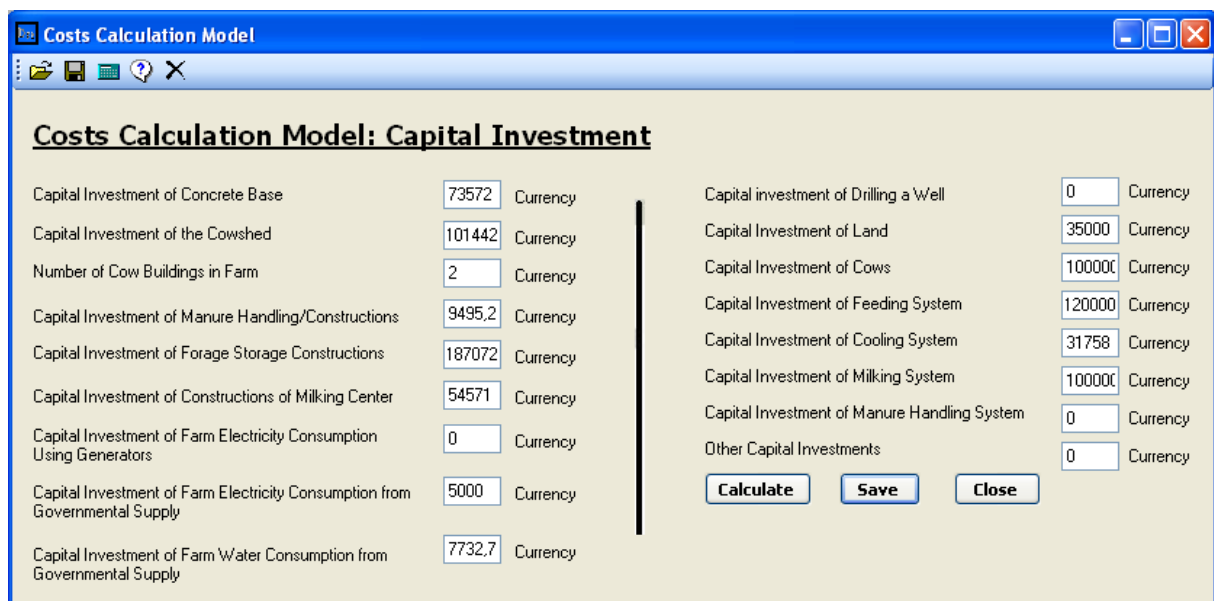 Costs Calculation Model
Costs Calculation Model: Capital Investment
Capital Investment of Concrete Base 73572 Currency
Capital Investment of the Cowshed 101442 Currency
Number of Cow Buildings in Farm 2 Currency
Capital Investment of Manure Handling/Constructions 9495,2 Currency
Capital Investment of Forage Storage Constructions 187072 Currency
Capital Investment of Constructions of Milking Center 54571 Currency
Capital Investment of Farm Electricity Consumption
Using Generators 0 Currency
Capital Investment of Farm Electricity Consumption from
Governmental Supply 5000 Currency
Capital Investment of Farm Water Consumption from
Governmental Supply 7732,7 Currency
Capital investment of Drilling a Well 0 Currency
Capital Investment of Land 35000 Currency
Capital Investment of Cows 100000 Currency
Capital Investment of Feeding System 120000 Currency
Capital Investment of Cooling System 31758 Currency
Capital Investment of Milking System 100000 Currency
Capital Investment of Manure Handling System 0 Currency
Other Capital Investments 0 Currency
Calculate Save Close